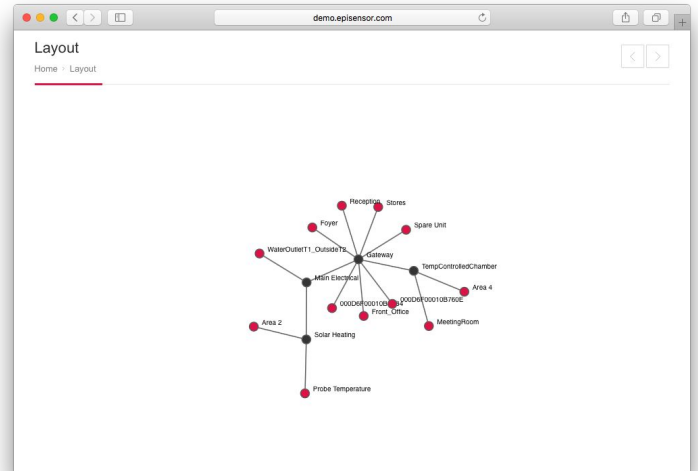 demo.episensor.com
Layout
Home › Layout
Reception
Stores
Foyer
Spare Unit
WaterOutletT1_OutsideT2
Gateway
TempControlledChamber
Main Electrical
Area 4
000D6F00010B760E
Front_Office
MeetingRoom
Area 2
Solar Heating
Probe Temperature